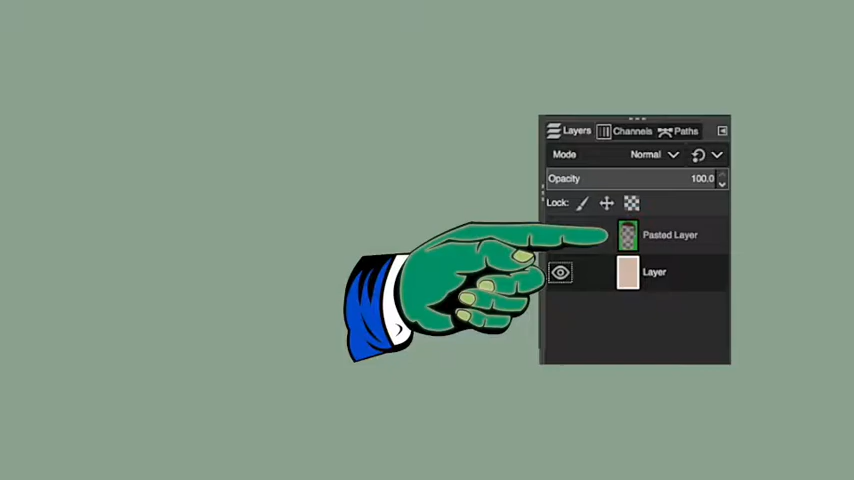 Layers Channels Paths
Mode Normal
Opacity 100.0
Lock:
Pasted Layer
Layer